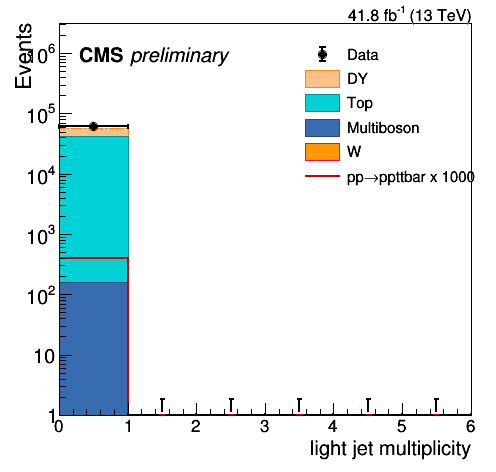 41.8 fb⁻¹ (13 TeV)
Events
CMS preliminary
Data
DY
Top
Multiboson
W
pp→ppttbar x 1000
10⁶
10⁵
10⁴
10³
10²
10
1
0 1 2 3 4 5 6
light jet multiplicity